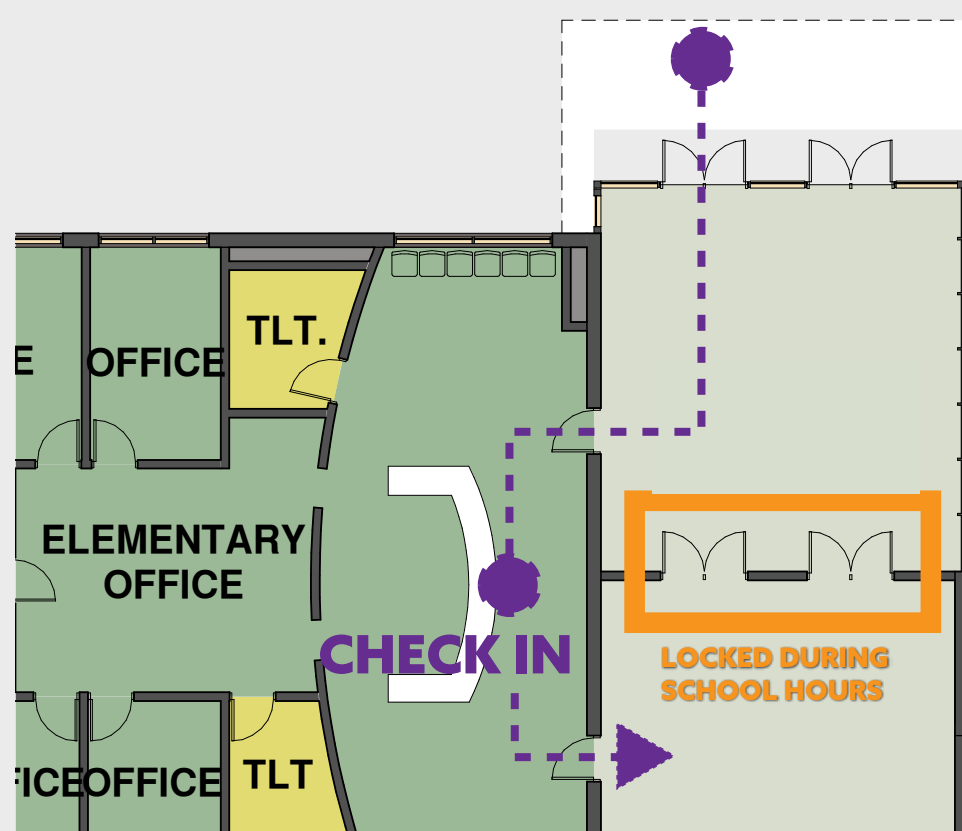 TLT.
E
OFFICE
ELEMENTARY
OFFICE
CHECK IN
LOCKED DURING
SCHOOL HOURS
FICE
OFFICE
TLT